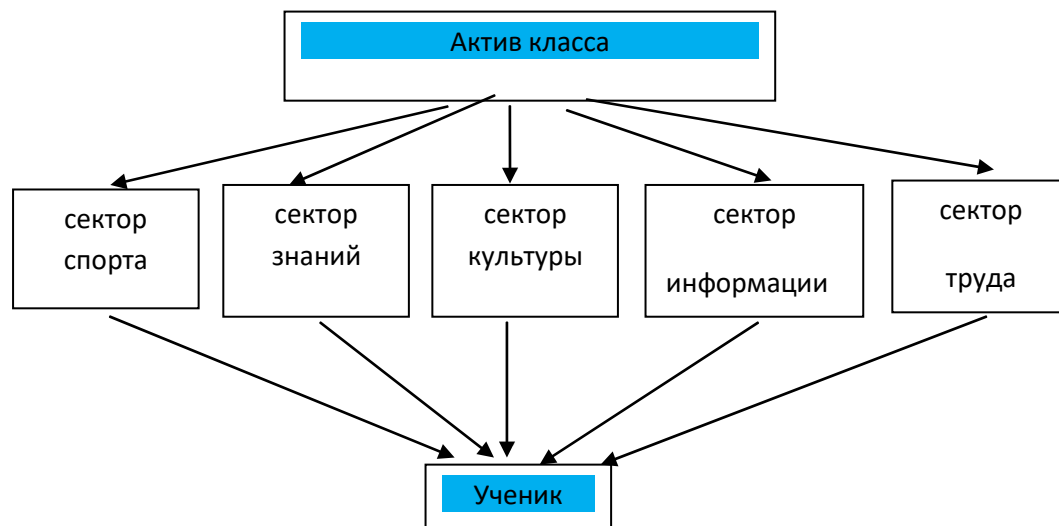 Актив класса
сектор
спорта
сектор
знаний
сектор
культуры
сектор
информации
сектор
труда
Ученик